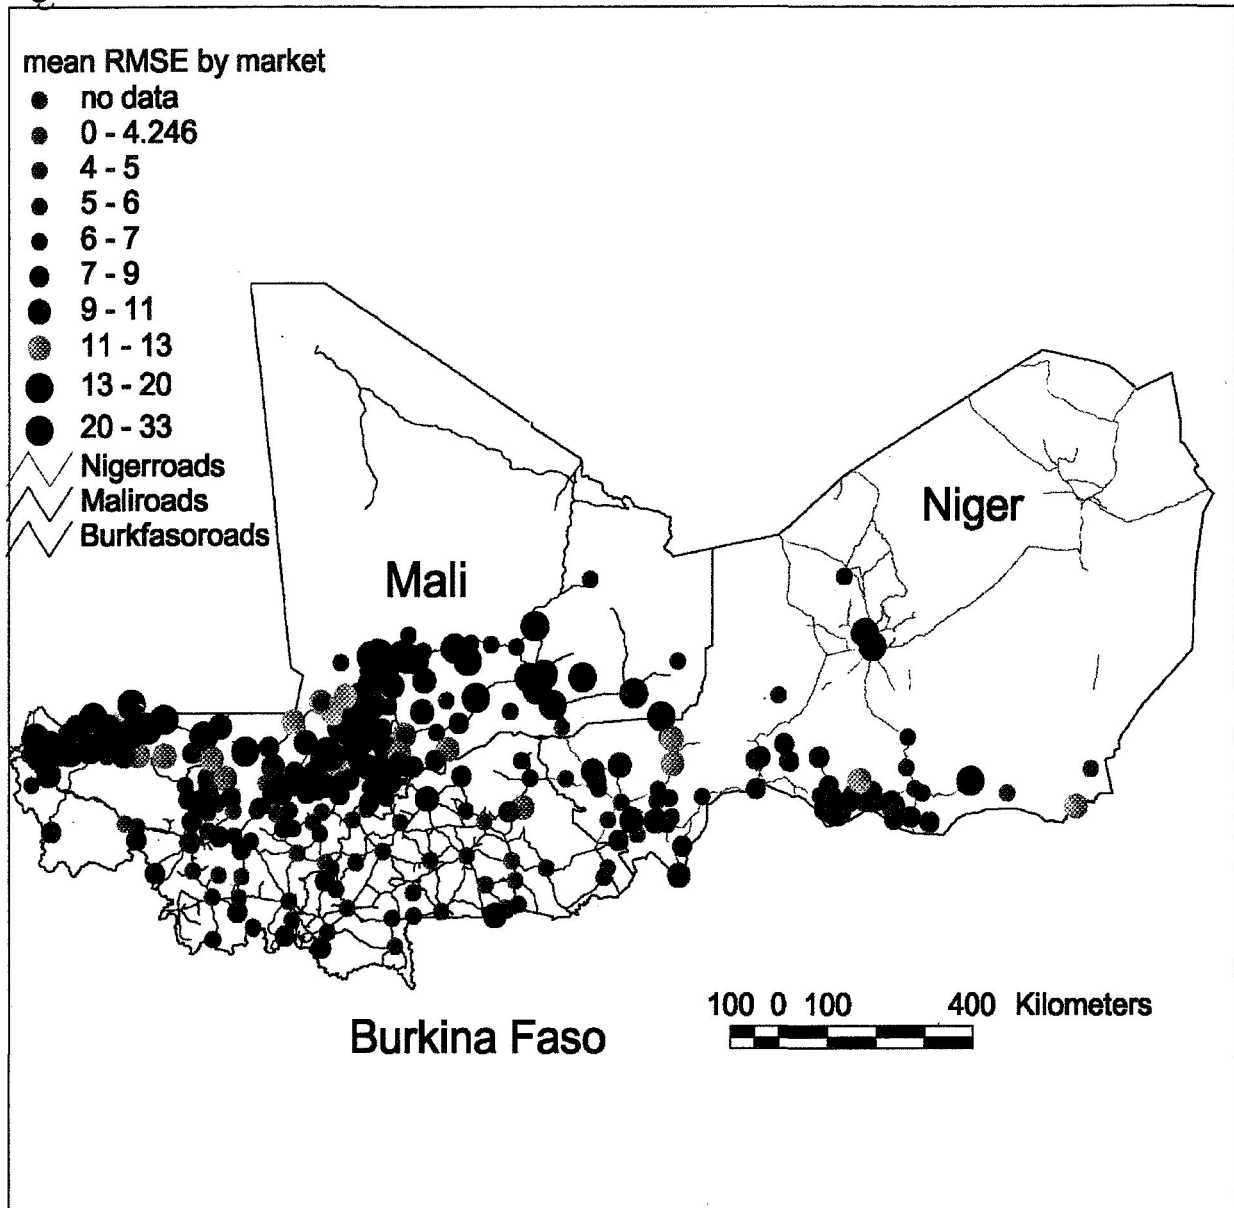 mean RMSE by market
no data
0 - 4.246
4 - 5
5 - 6
6 - 7
7 - 9
9 - 11
11 - 13
13 - 20
20 - 33
Nigerroads
Maliroads
Burkfasoroads
Niger
Mali
100 0 100 400 Kilometers
Burkina Faso